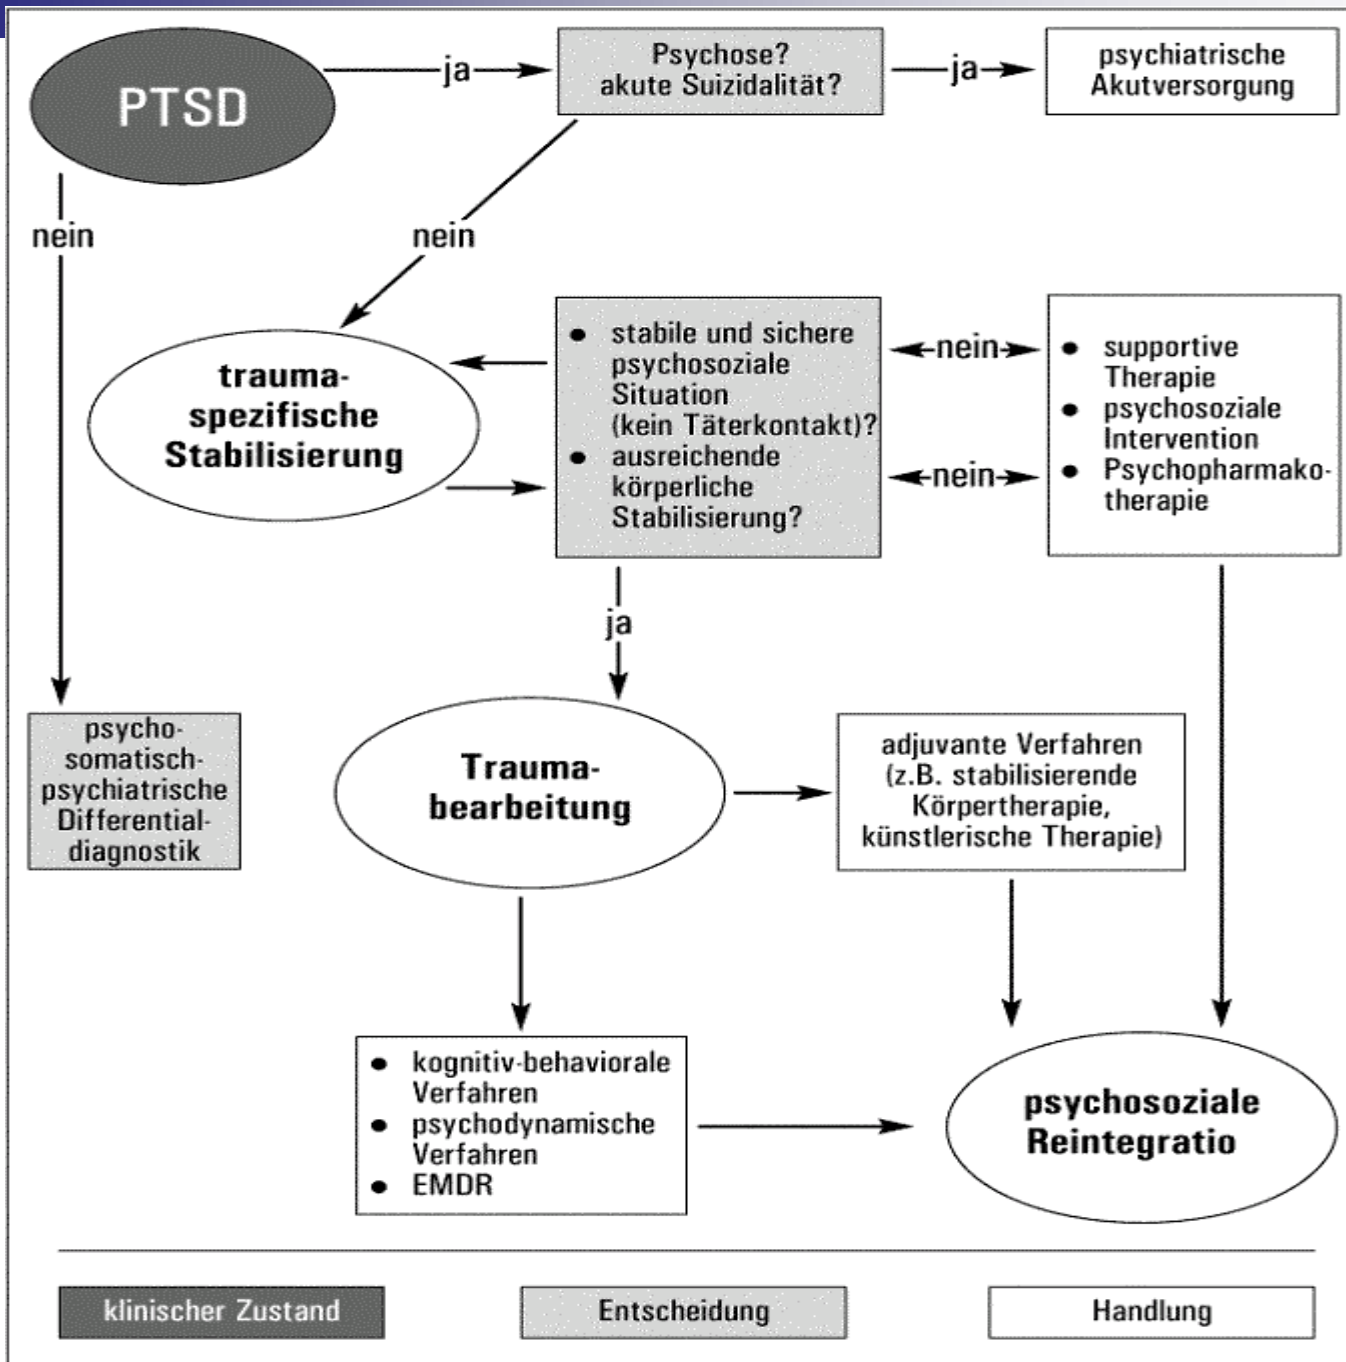 PTSD
ja
Psychose?
akute Suizidalität?
ja
psychiatrische
Akutversorgung
nein
nein
trauma-
spezifische
Stabilisierung
● stabile und sichere
psychosoziale
Situation
(kein Täterkontakt)?
● ausreichende
körperliche
Stabilisierung?
nein
nein
● supportive
Therapie
● psychosoziale
Intervention
● Psychopharmako-
therapie
ja
psycho-
somatisch-
psychiatrische
Differential-
diagnostik
Trauma-
bearbeitung
adjuvante Verfahren
(z.B. stabilisierende
Körpertherapie,
künstlerische Therapie)
● kognitiv-behaviorale
Verfahren
● psychodynamische
Verfahren
● EMDR
psychosoziale
Reintegratio
klinischer Zustand
Entscheidung
Handlung